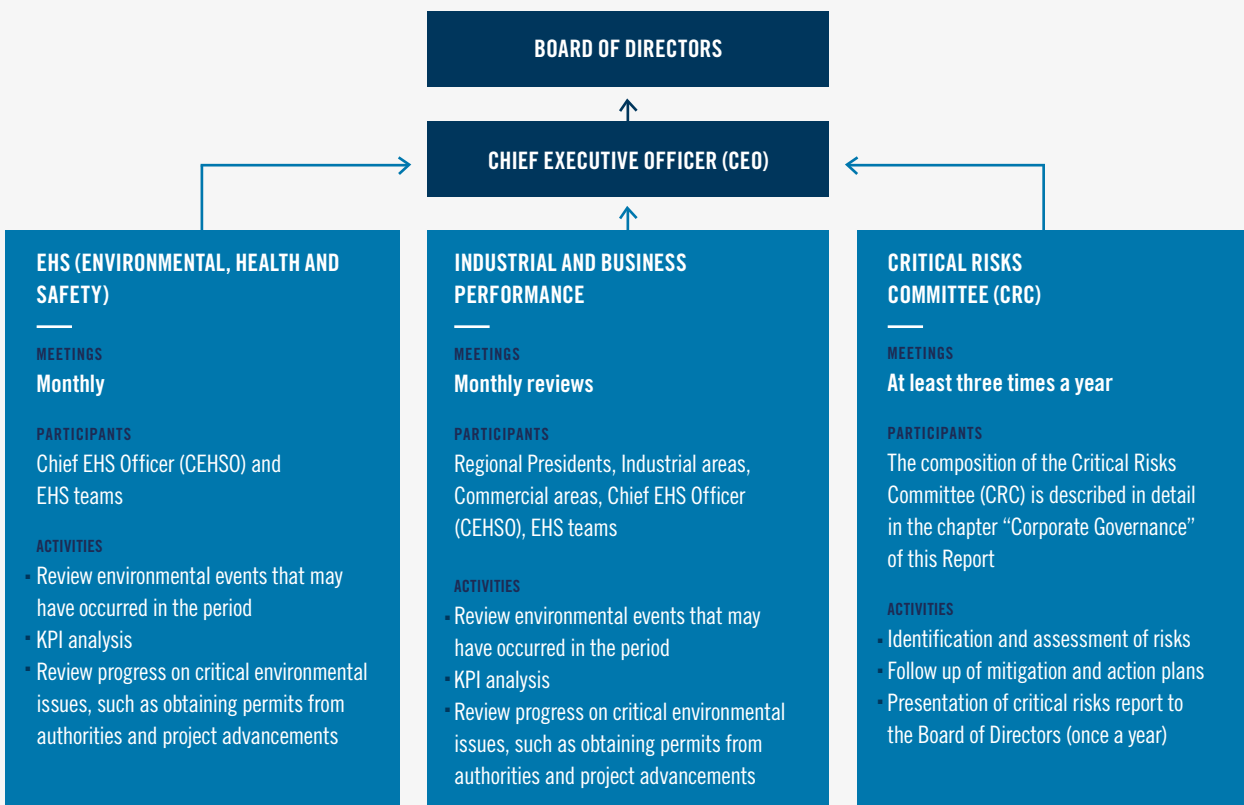 BOARD OF DIRECTORS
CHIEF EXECUTIVE OFFICER (CEO)
EHS (ENVIRONMENTAL, HEALTH AND
SAFETY)
MEETINGS
Monthly
PARTICIPANTS
Chief EHS Officer (CEHSO) and
EHS teams
ACTIVITIES
▪ Review environmental events that may
have occurred in the period
▪ KPI analysis
▪ Review progress on critical environmental
issues, such as obtaining permits from
authorities and project advancements
INDUSTRIAL AND BUSINESS
PERFORMANCE
MEETINGS
Monthly reviews
PARTICIPANTS
Regional Presidents, Industrial areas,
Commercial areas, Chief EHS Officer
(CEHSO), EHS teams
ACTIVITIES
▪ Review environmental events that may
have occurred in the period
▪ KPI analysis
▪ Review progress on critical environmental
issues, such as obtaining permits from
authorities and project advancements
CRITICAL RISKS
COMMITTEE (CRC)
MEETINGS
At least three times a year
PARTICIPANTS
The composition of the Critical Risks
Committee (CRC) is described in detail
in the chapter “Corporate Governance”
of this Report
ACTIVITIES
▪ Identification and assessment of risks
▪ Follow up of mitigation and action plans
▪ Presentation of critical risks report to
the Board of Directors (once a year)